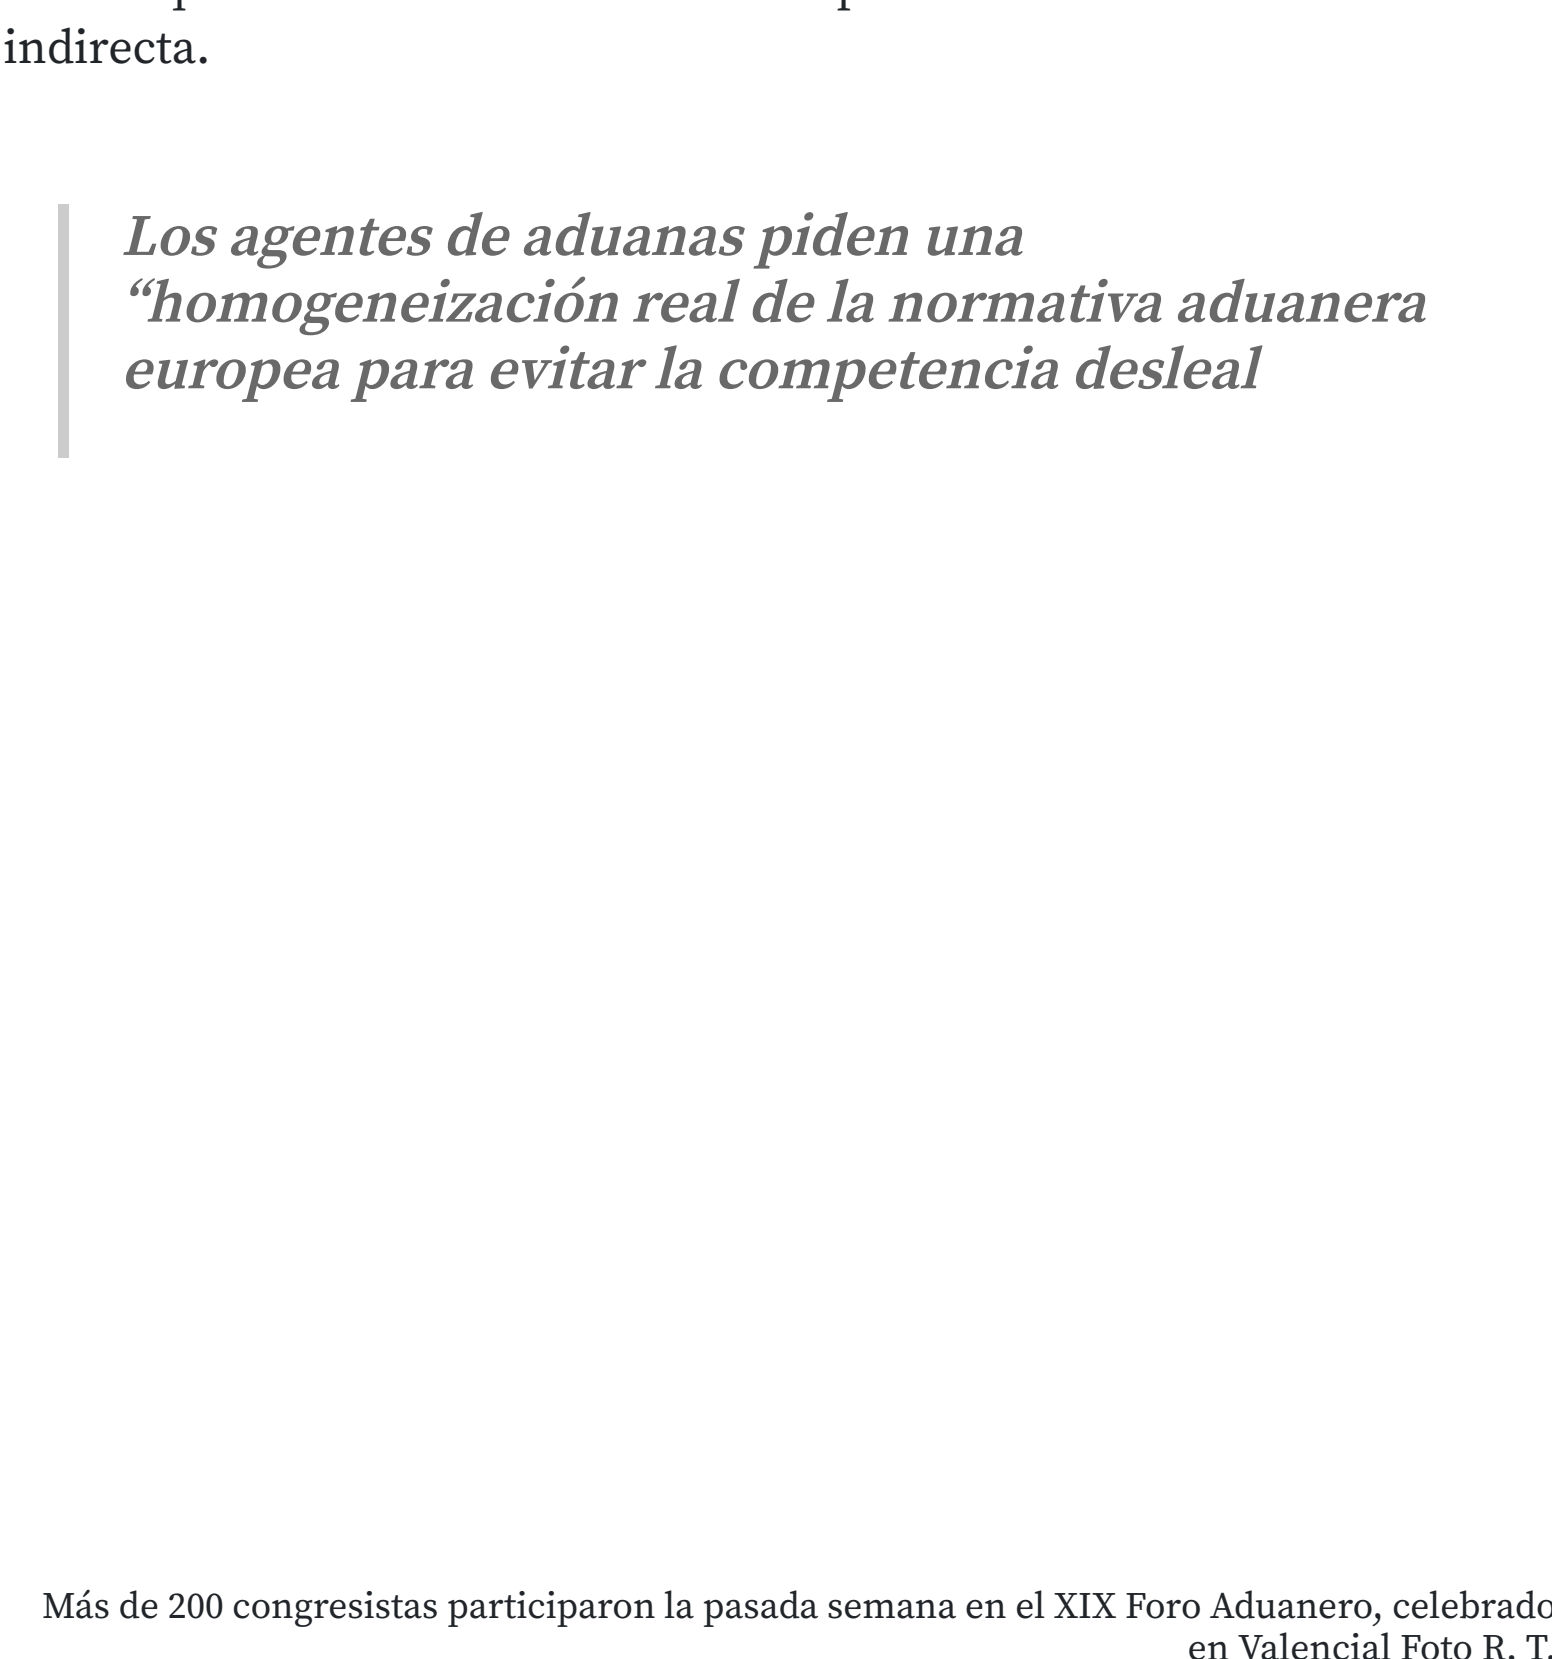 indirecta.
Los agentes de aduanas piden una
“homogeneización real de la normativa aduanera
europea para evitar la competencia desleal
Más de 200 congresistas participaron la pasada semana en el XIX Foro Aduanero, celebrado
en Valencial Foto R. T.